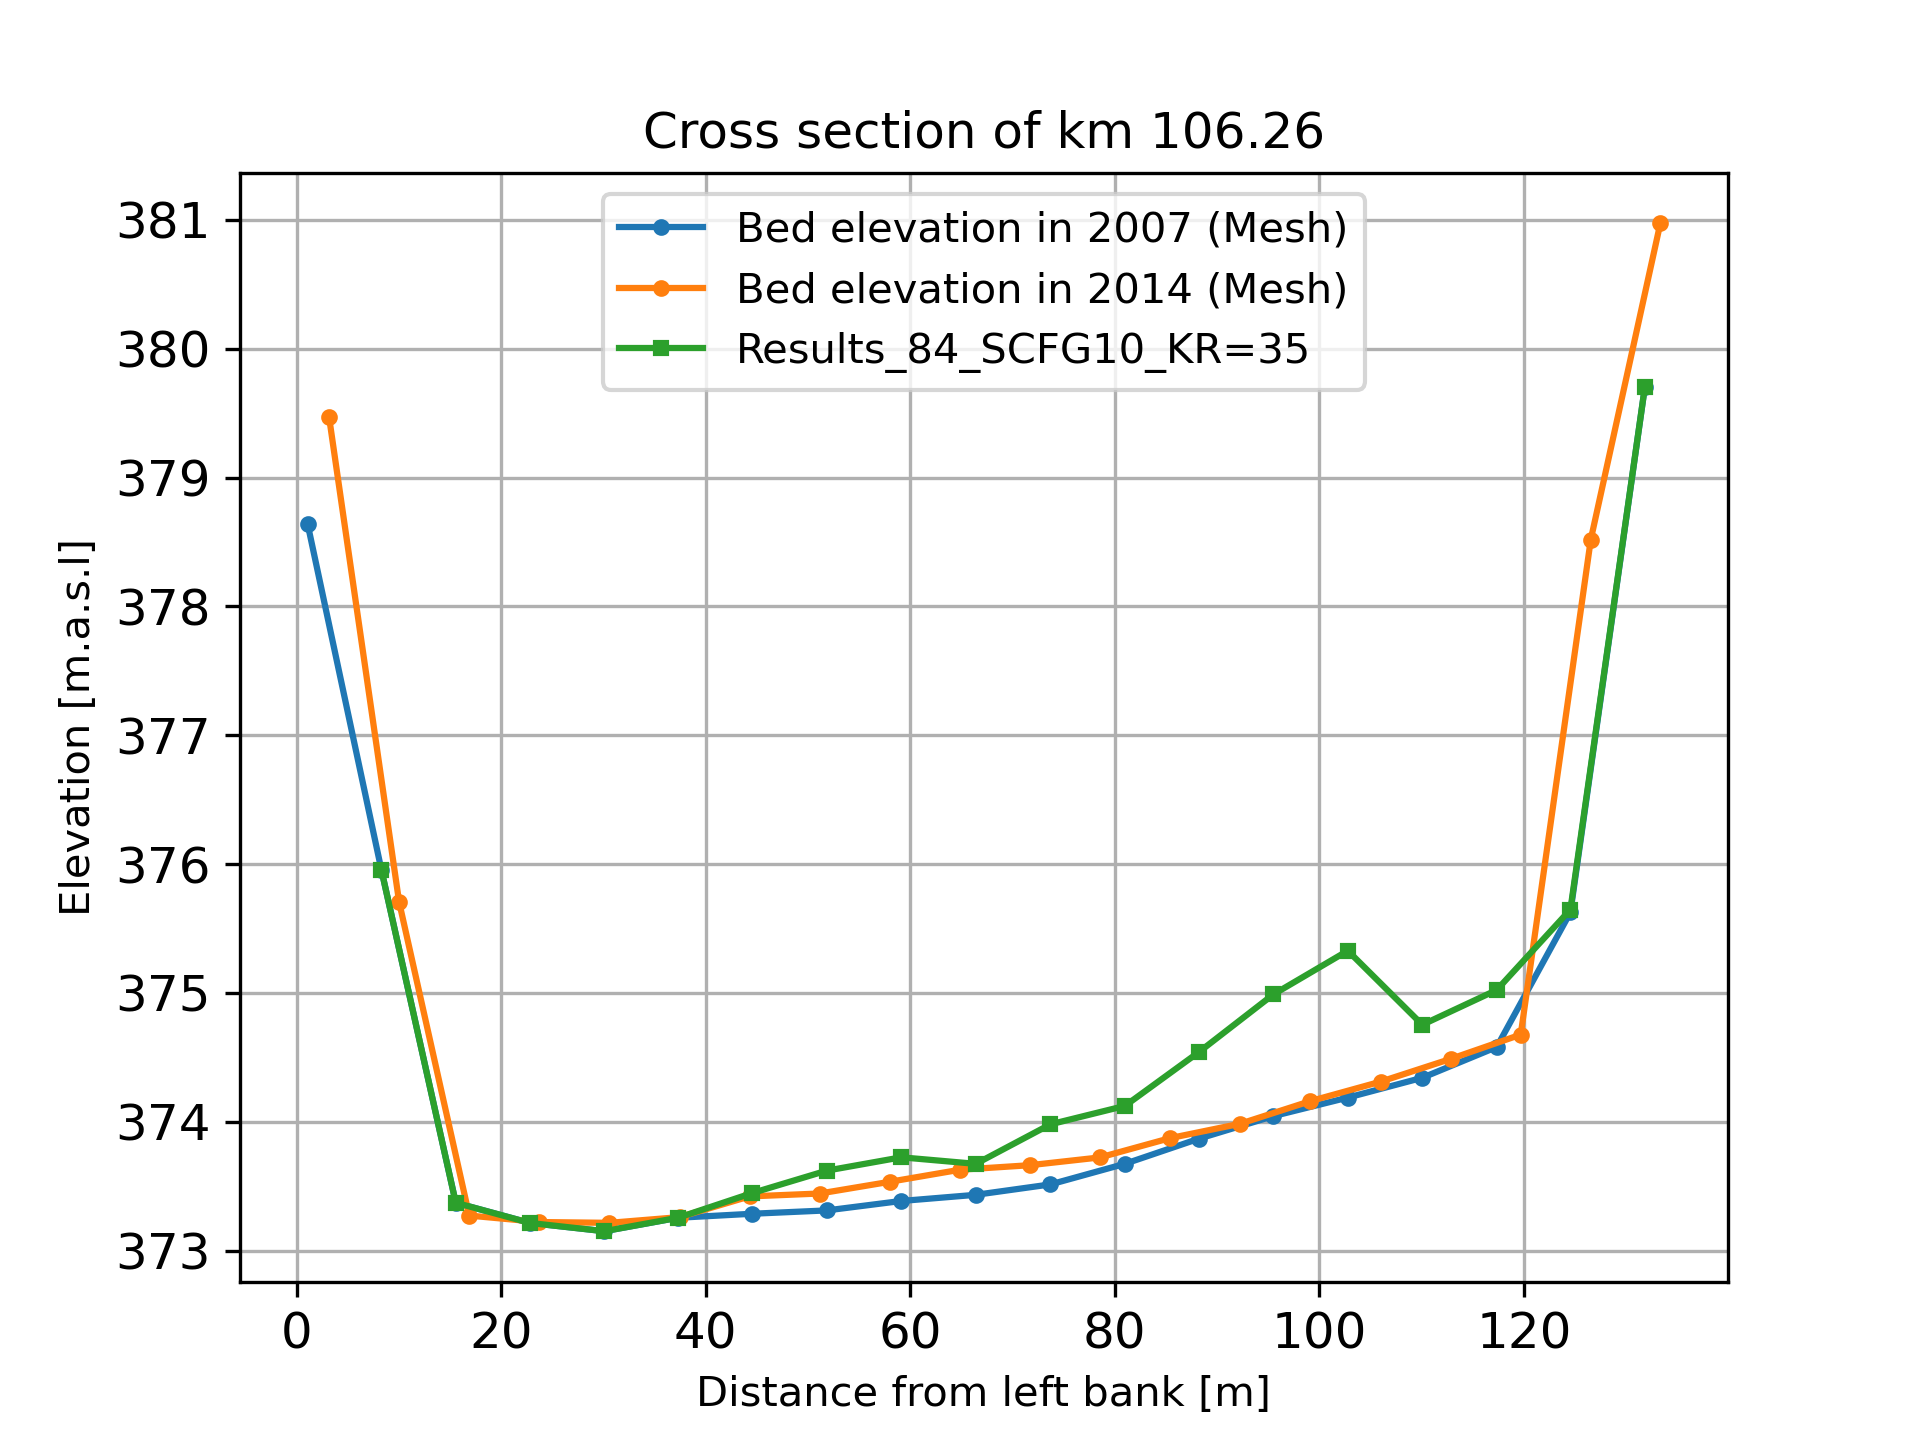 Cross section of km 106.26
Bed elevation in 2007 (Mesh)
Bed elevation in 2014 (Mesh)
Results_84_SCFG10_KR=35
381
380
379
378
377
376
375
374
373
Elevation [m.a.s.l]
0 20 40 60 80 100 120
Distance from left bank [m]